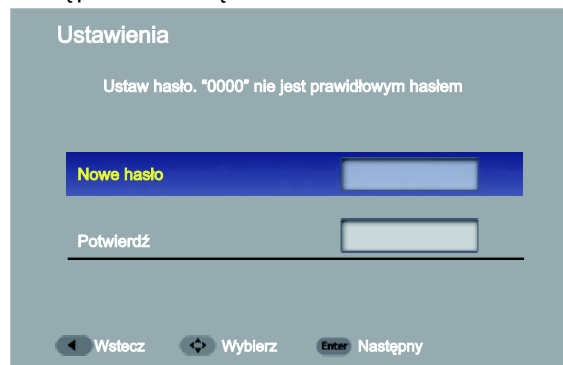 Ustawienia
Ustaw hasło. "0000" nie jest prawidłowym hasłem
Nowe hasło
Potwierdź
Wstecz Wybierz Enter Następny